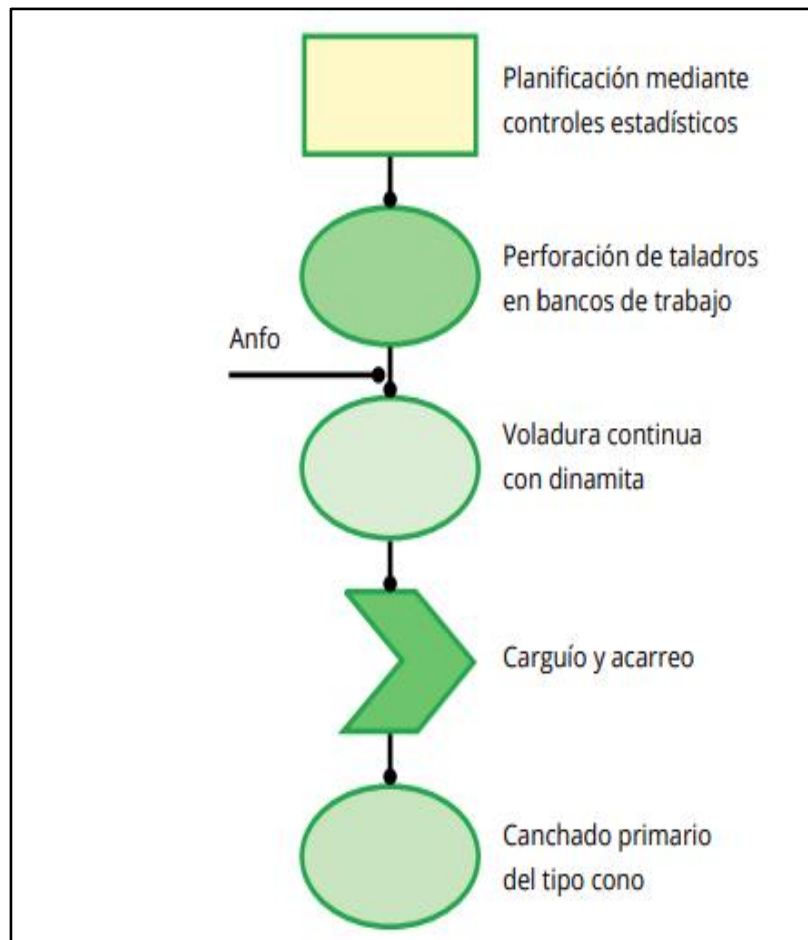 Planificación mediante
controles estadísticos
Perforación de taladros
en bancos de trabajo
Anfo
Voladura continua
con dinamita
Carguío y acarreo
Canchado primario
del tipo cono